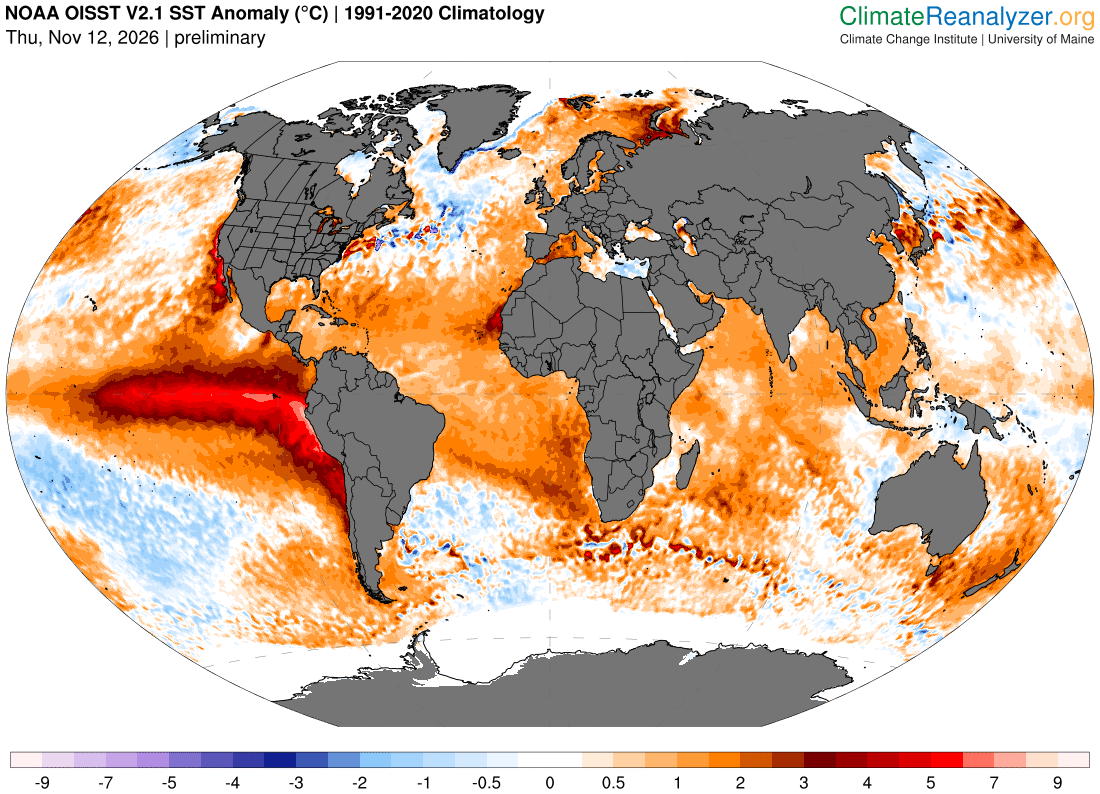 NOAA OISST V2.1 SST Anomaly (°C) | 1991-2020 Climatology
Thu, Nov 12, 2026 | preliminary
ClimateReanalyzer.org
Climate Change Institute | University of Maine
-9 -7 -5 -4 -3 -2 -1 -0.5 0 0.5 1 2 3 4 5 7 9